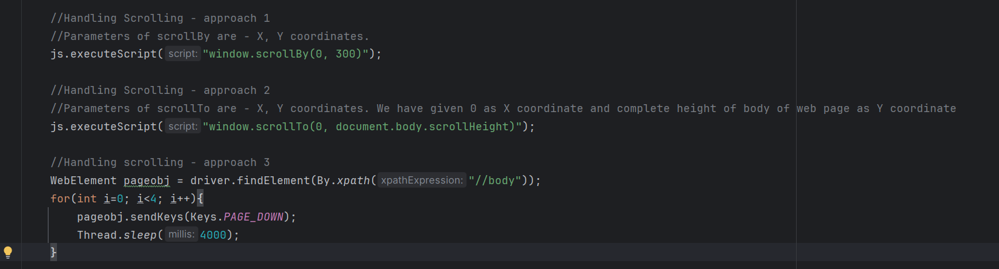 //Handling Scrolling - approach 1
//Parameters of scrollBy are - X, Y coordinates.
js.executeScript( script: "window.scrollBy(0, 300)");
//Handling Scrolling - approach 2
//Parameters of scrollTo are - X, Y coordinates. We have given 0 as X coordinate and complete height of body of web page as Y coordinate
js.executeScript( script: "window.scrollTo(0, document.body.scrollHeight)");
//Handling scrolling - approach 3
WebElement pageobj = driver.findElement(By.xpath( xpathExpression: "//body"));
for(int i=0; i<4; i++){
pageobj.sendKeys(Keys.PAGE_DOWN);
Thread.sleep( millis: 4000);
}